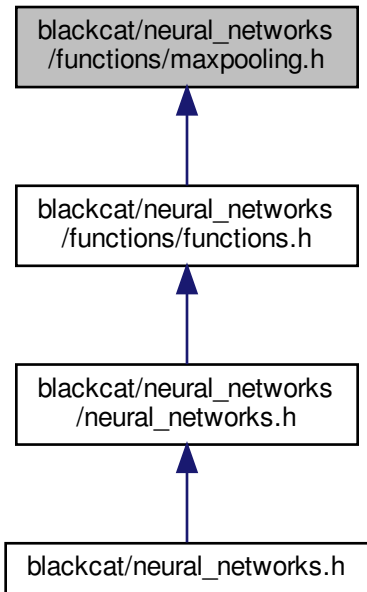 blackcat/neural_networks
/functions/maxpooling.h
blackcat/neural_networks
/functions/functions.h
blackcat/neural_networks
/neural_networks.h
blackcat/neural_networks.h